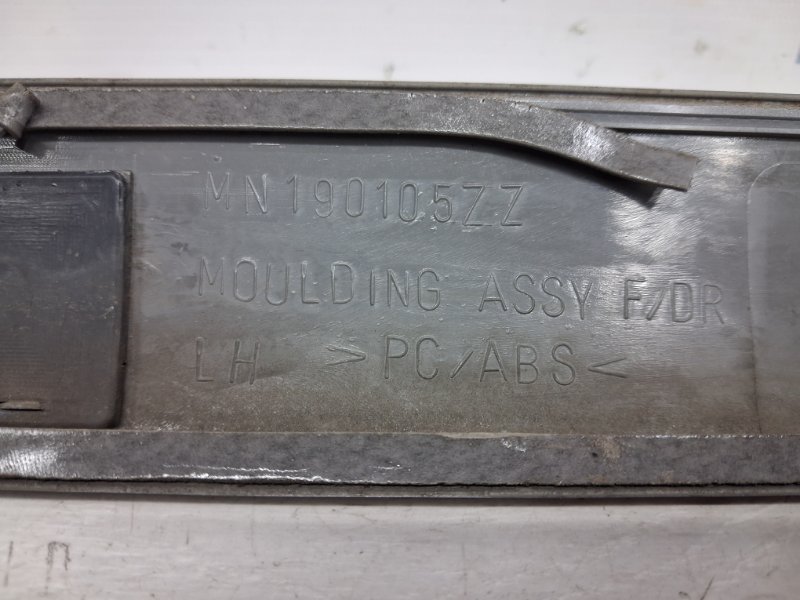 MN190105ZZ
MOULDING ASSY F/DR
LH >PC/ABS<